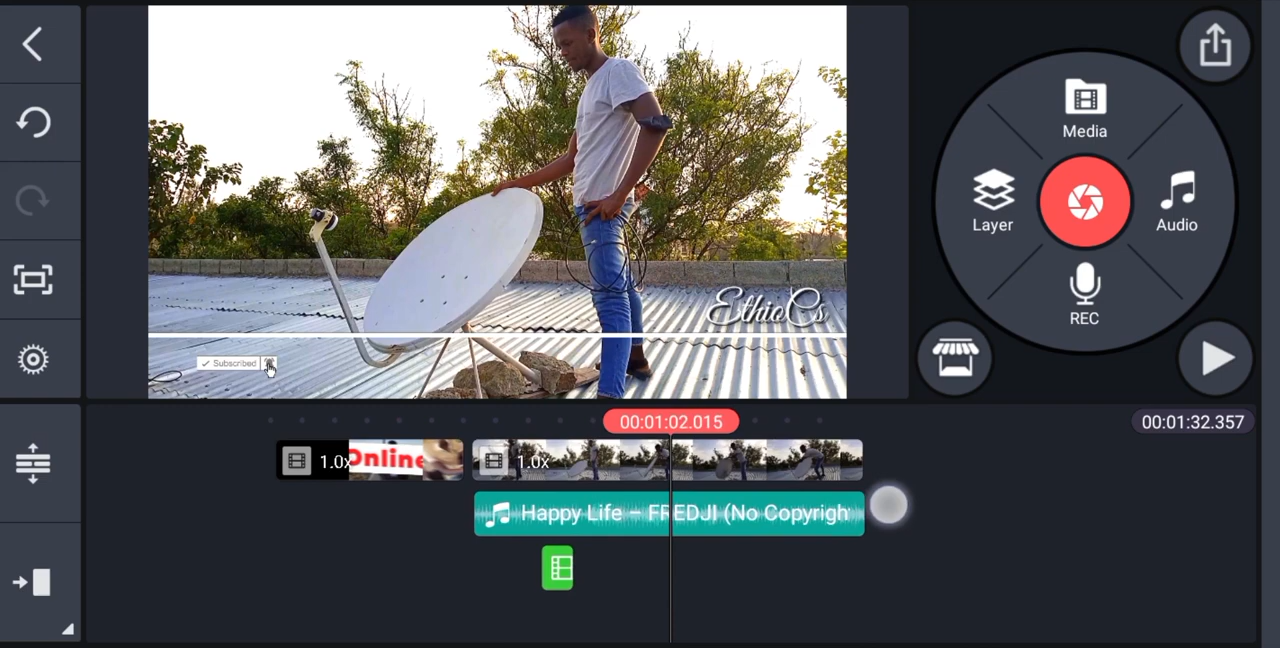 Media
Layer
Audio
REC
EthioCs
Subscribed
00:01:02.015
00:01:32.357
1.0x
Online
1.0x
Happy Life – FREDJI (No Copyrigh